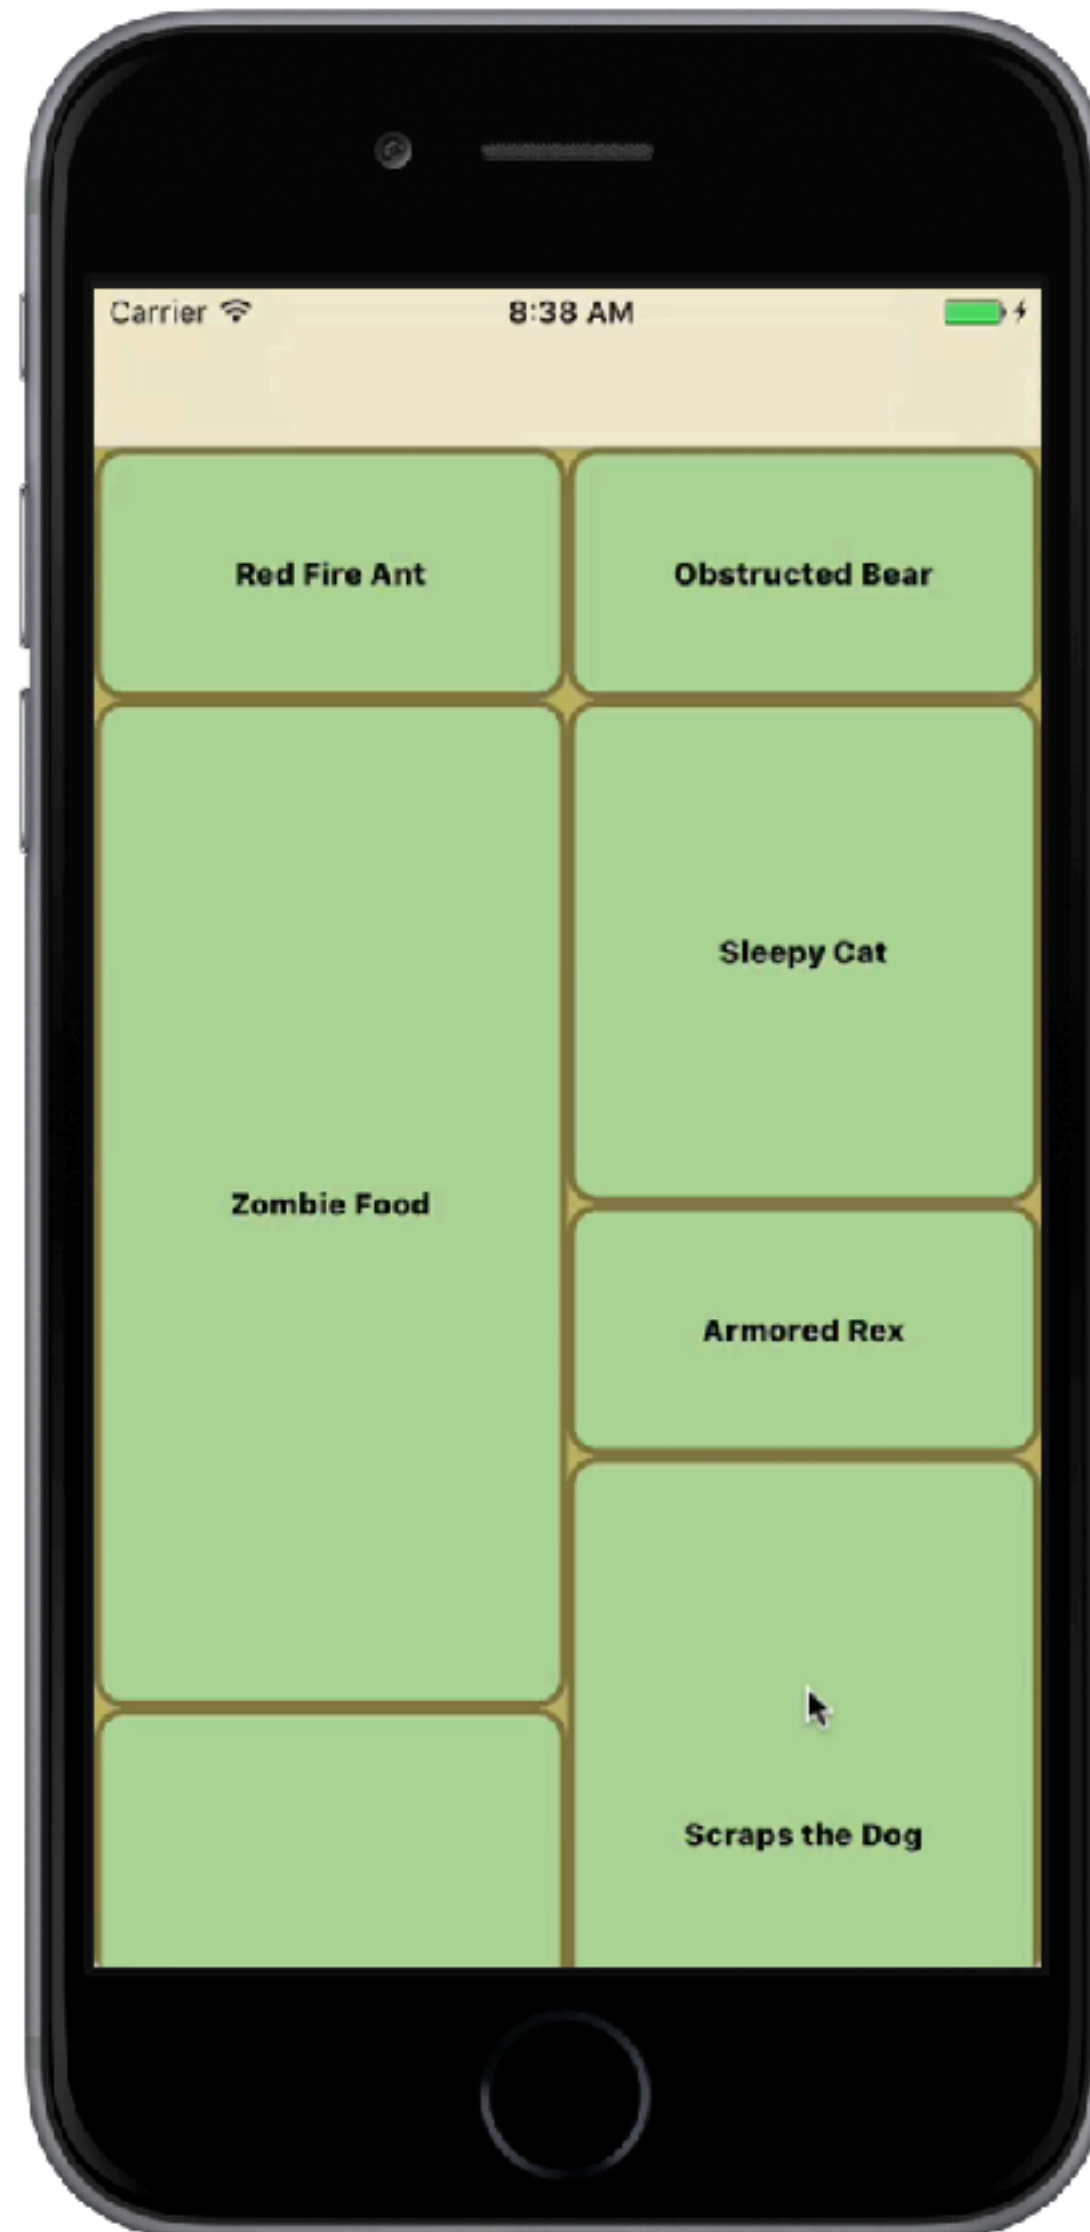 Carrier
8:38 AM
Red Fire Ant
Obstructed Bear
Sleepy Cat
Zombie Food
Armored Rex
Scraps the Dog